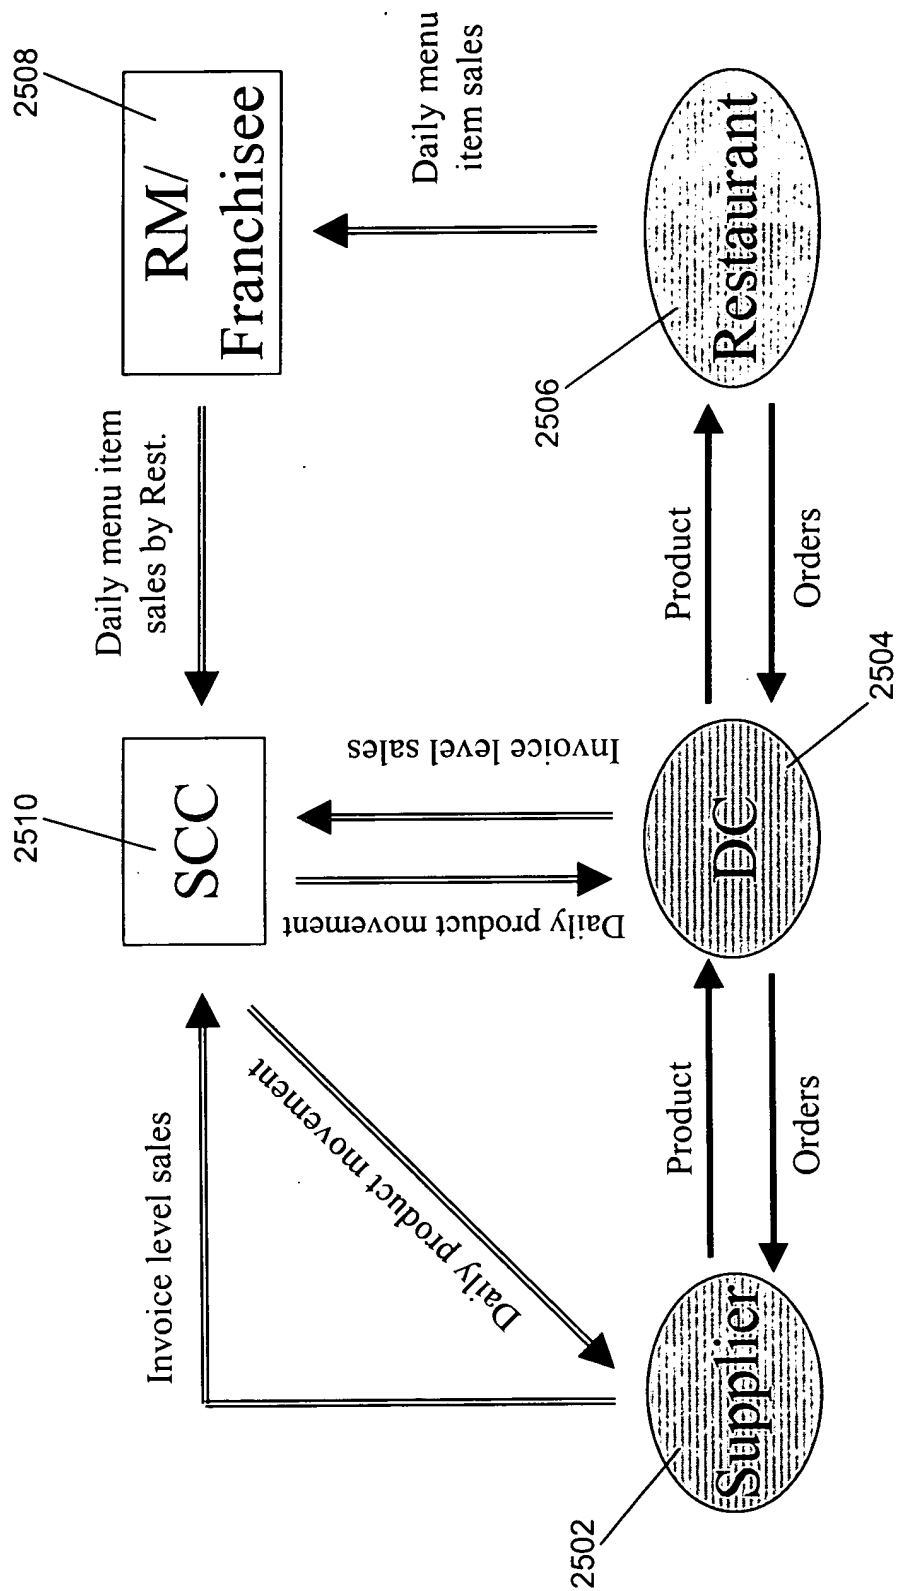 2510
2508
SCC
RM/
Franchisee
Invoice level sales
Daily menu item
sales by Rest.
Daily product movement
Daily product movement
Invoice level sales
Daily menu
item sales
2502
2506
Supplier
DC
Restaurant
Product
Product
Orders
Orders
2504